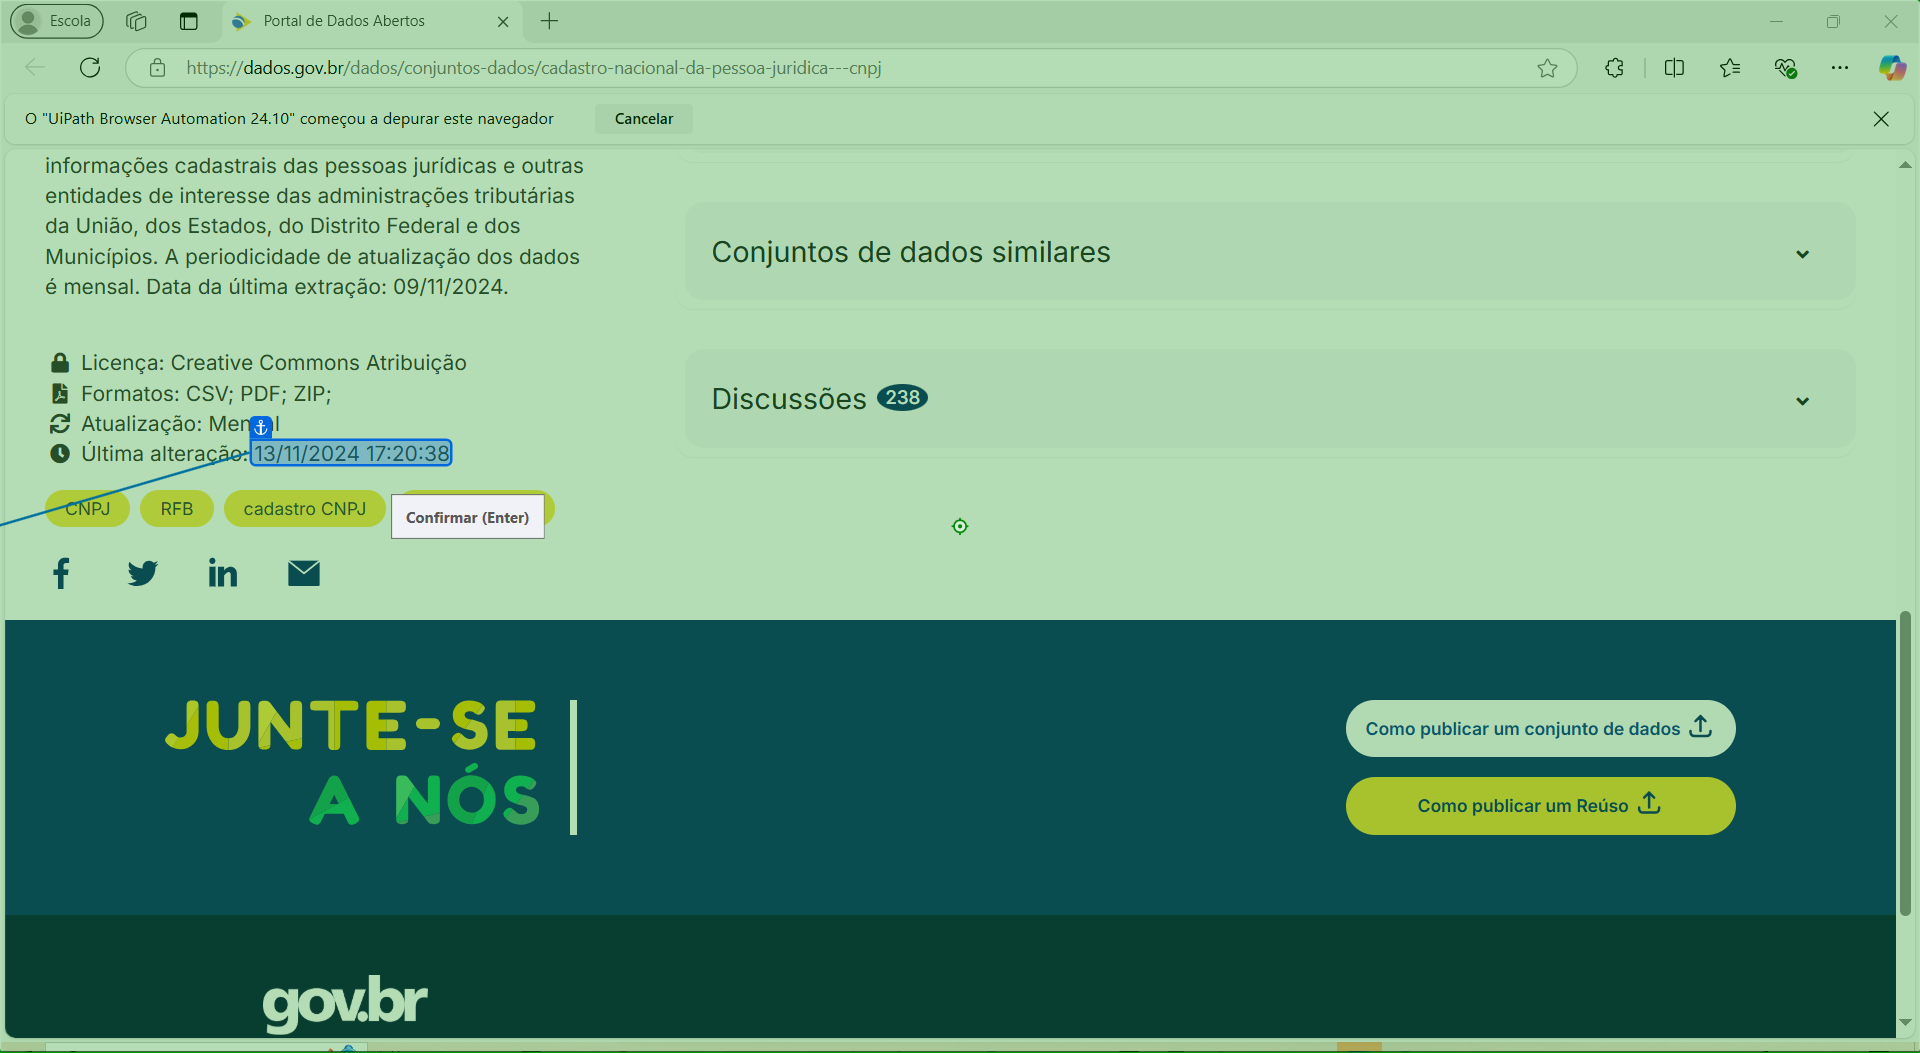 Escola
Portal de Dados Abertos
https://dados.gov.br/dados/conjuntos-dados/cadastro-nacional-da-pessoa-juridica---cnpj
O "UiPath Browser Automation 24.10" começou a depurar este navegador
Cancelar
informações cadastrais das pessoas jurídicas e outras
entidades de interesse das administrações tributárias
da União, dos Estados, do Distrito Federal e dos
Municípios. A periodicidade de atualização dos dados
é mensal. Data da última extração: 09/11/2024.
Licença: Creative Commons Atribuição
Formatos: CSV; PDF; ZIP;
Atualização:
Última alteração: 13/11/2024 17:20:38
CNPJ
RFB
cadastro CNPJ
Confirmar (Enter)
Conjuntos de dados similares
Discussões 238
JUNTE-SE
A NÓS
Como publicar um conjunto de dados
Como publicar um Reúso
gov.br